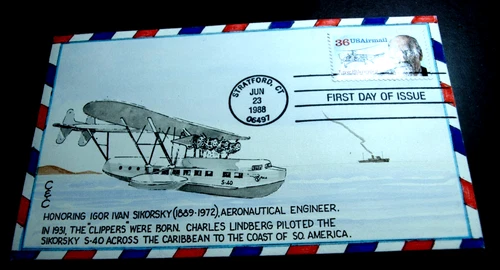 36 USAirmail
STRATFORD, CT
JUN
23
1988
06497
FIRST DAY OF ISSUE
S-40
HONORING IGOR IVAN SIKORSKY (1889-1972), AERONAUTICAL ENGINEER.
IN 1931, THE "CLIPPERS" WERE BORN. CHARLES LINDBERG PILOTED THE
SIKORSKY S-40 ACROSS THE CARIBBEAN TO THE COAST OF SO. AMERICA.